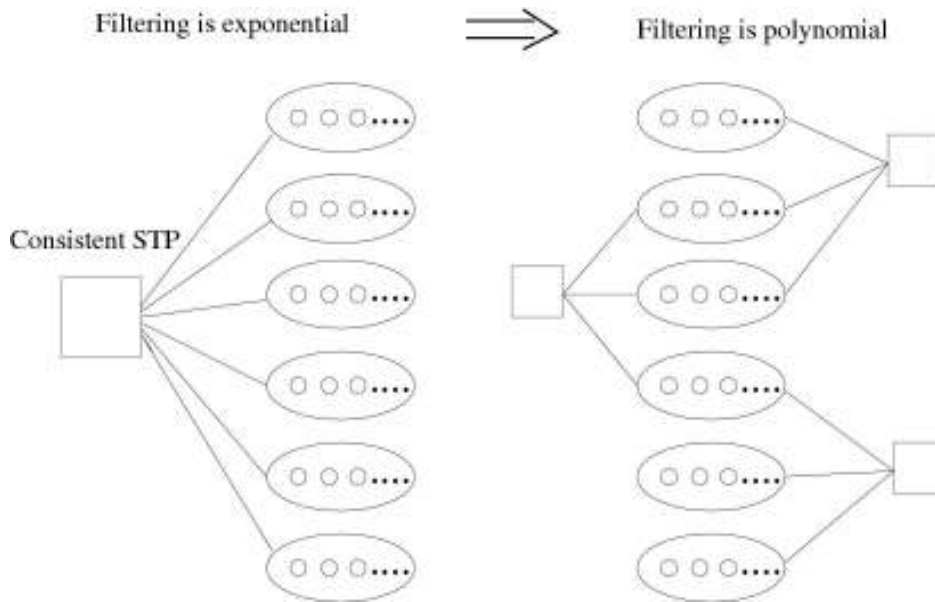 Filtering is exponential
Filtering is polynomial
Consistent STP